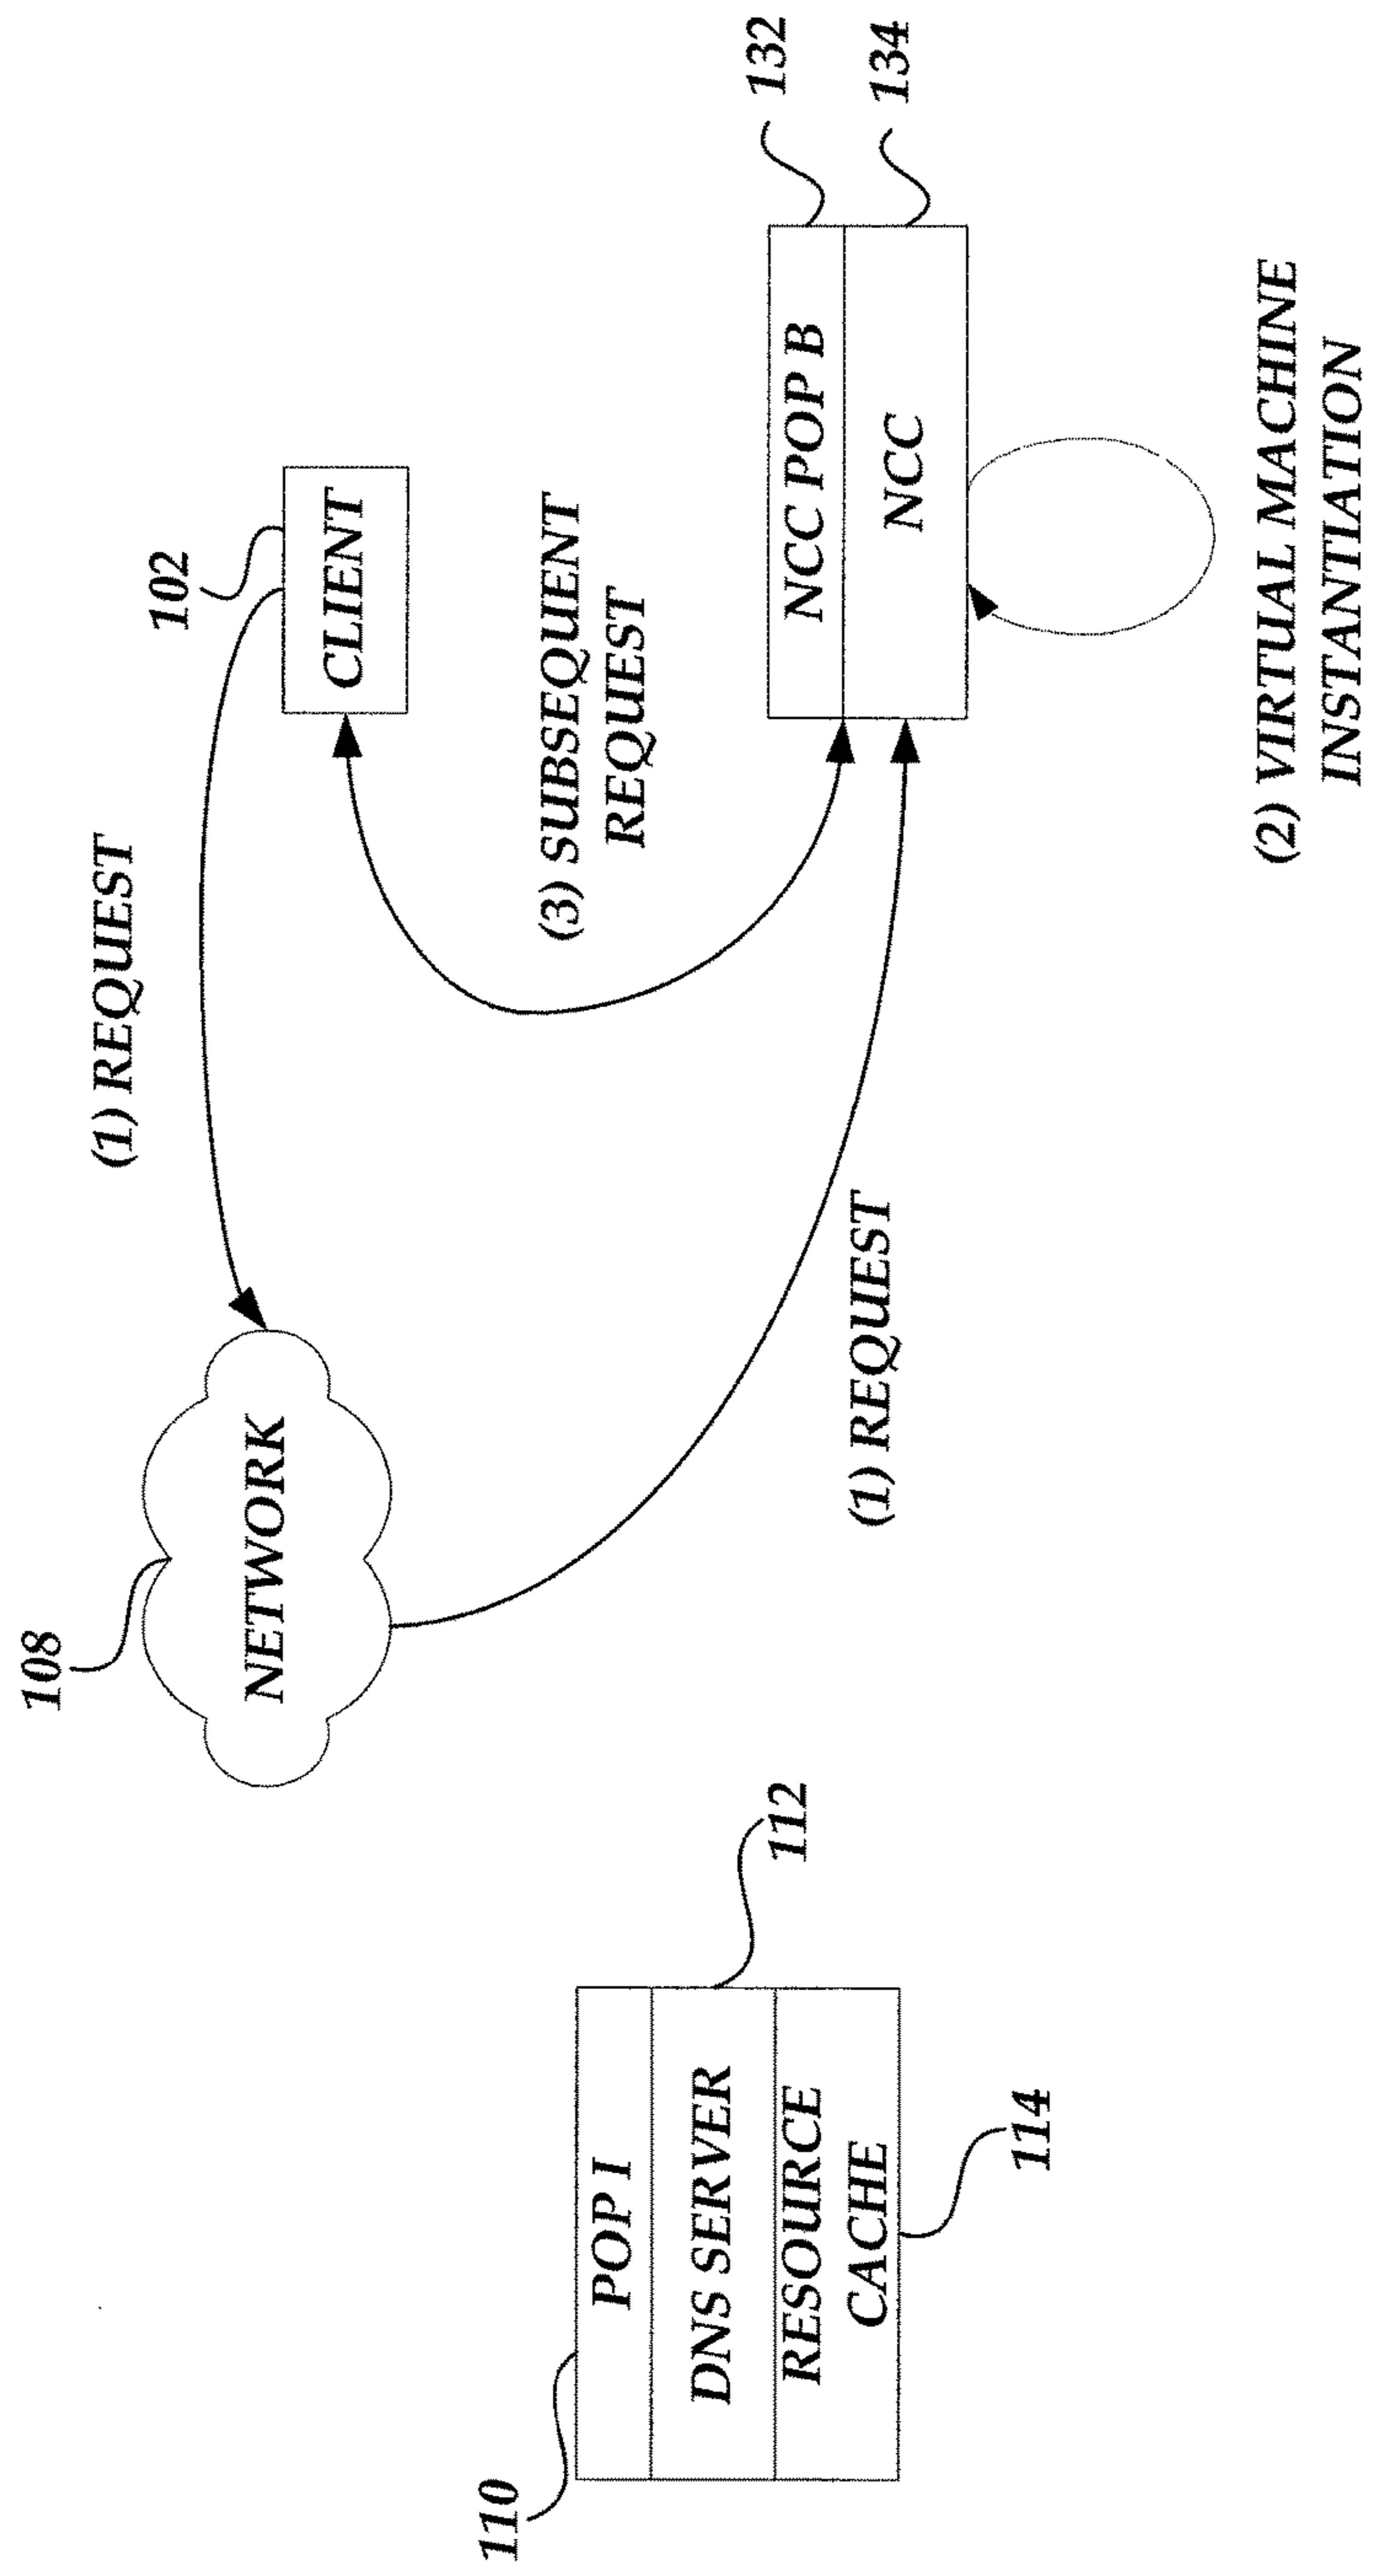 108
NETWORK
(1) REQUEST
102
CLIENT
(3) SUBSEQUENT
REQUEST
110
POP I
112
DNS SERVER
RESOURCE
CACHE
114
(1) REQUEST
132
NCC POP B
134
NCC
(2) VIRTUAL MACHINE
INSTANTIATION